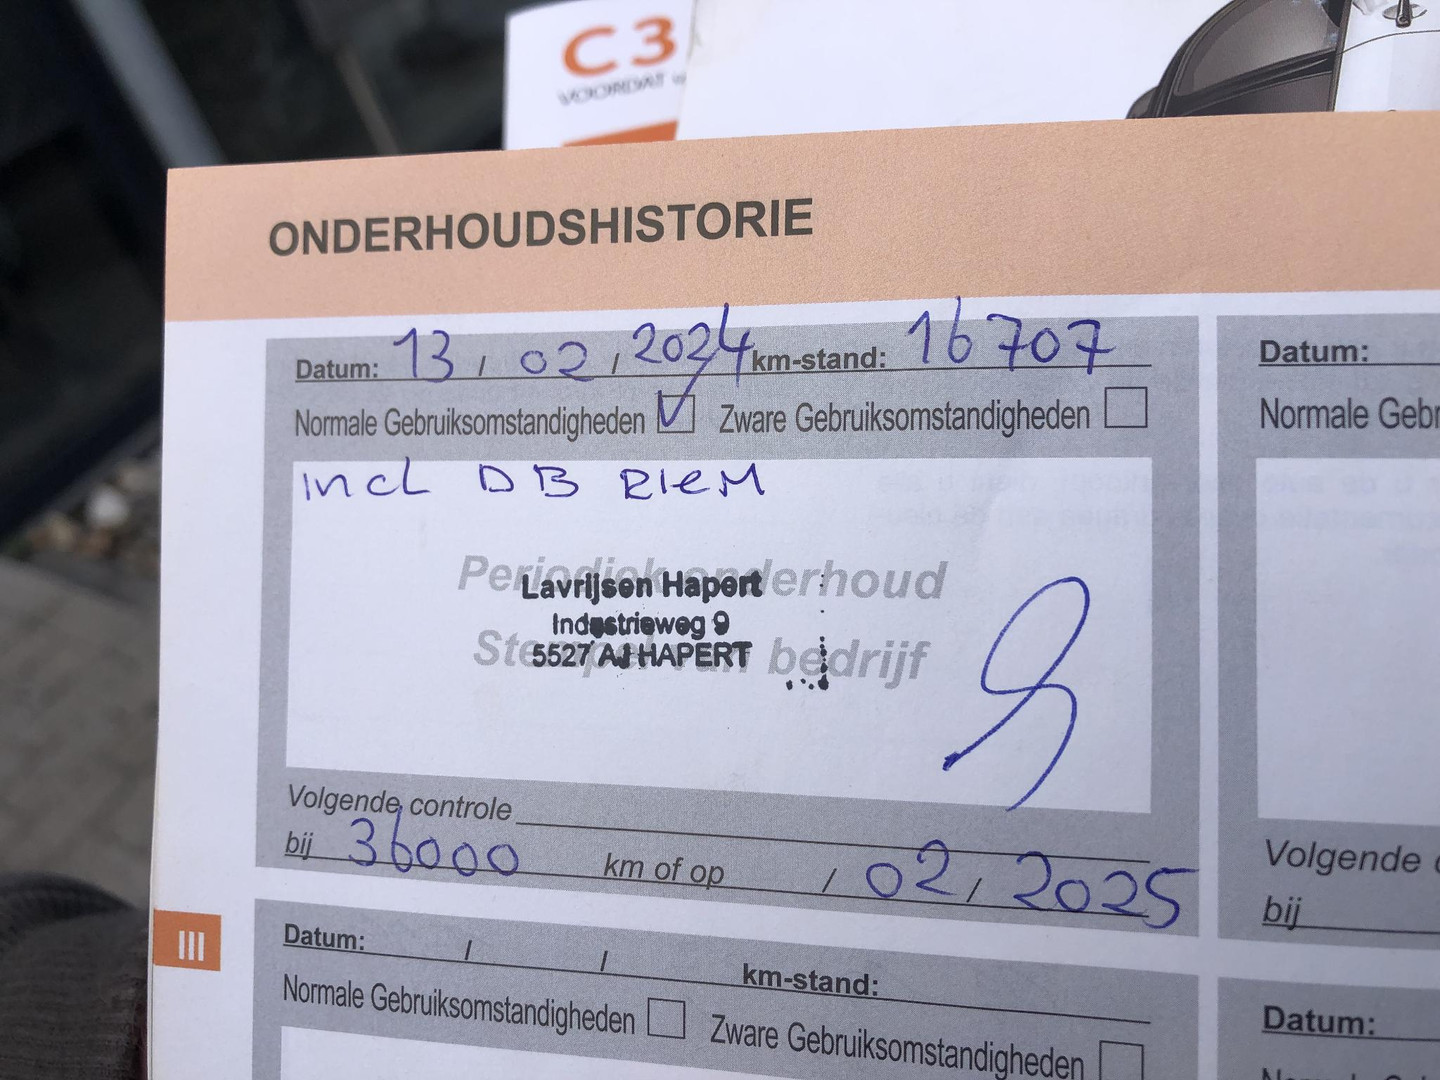 C3
VOORDAT
ONDERHOUDSHISTORIE
Datum: 13 / 02 / 2024 km-stand: 16707
Normale Gebruiksomstandigheden Zware Gebruiksomstandigheden
incl DB RIEM
Periodiek onderhoud
Lavrijsen Hapert
Industrieweg 9
Stempel van bedrijf
5527 AJ HAPERT
Volgende controle
bij 36000 km of op / 02 / 2025
Datum:
Normale Gebr
Volgende
bij
III
Datum: / / km-stand:
Normale Gebruiksomstandigheden Zware Gebruiksomstandigheden
Datum: